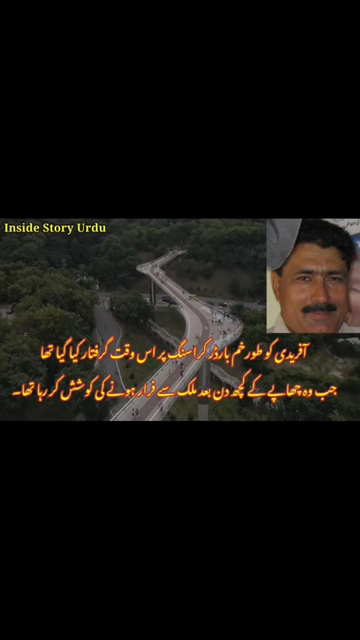 Inside Story Urdu
آفریدی کو طورخم بارڈر کراسنگ پر اس وقت گرفتار کیا گیا تھا
جب وہ چھاپے کے کچھ دن بعد ملک سے فرار ہونے کی کوشش کر رہا تھا۔